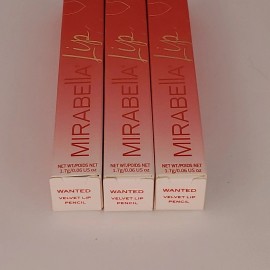 Lip
MIRABELLA
NET WT./POIDS NET
1.7g/0.06 US oz
WANTED
VELVET LIP
PENCIL
Lip
MIRABELLA
NET WT./POIDS NET
1.7g/0.06 US oz
WANTED
VELVET LIP
PENCIL
Lip
MIRABELLA
NET WT./POIDS NET
1.7g/0.06 US oz
WANTED
VELVET LIP
PENCIL